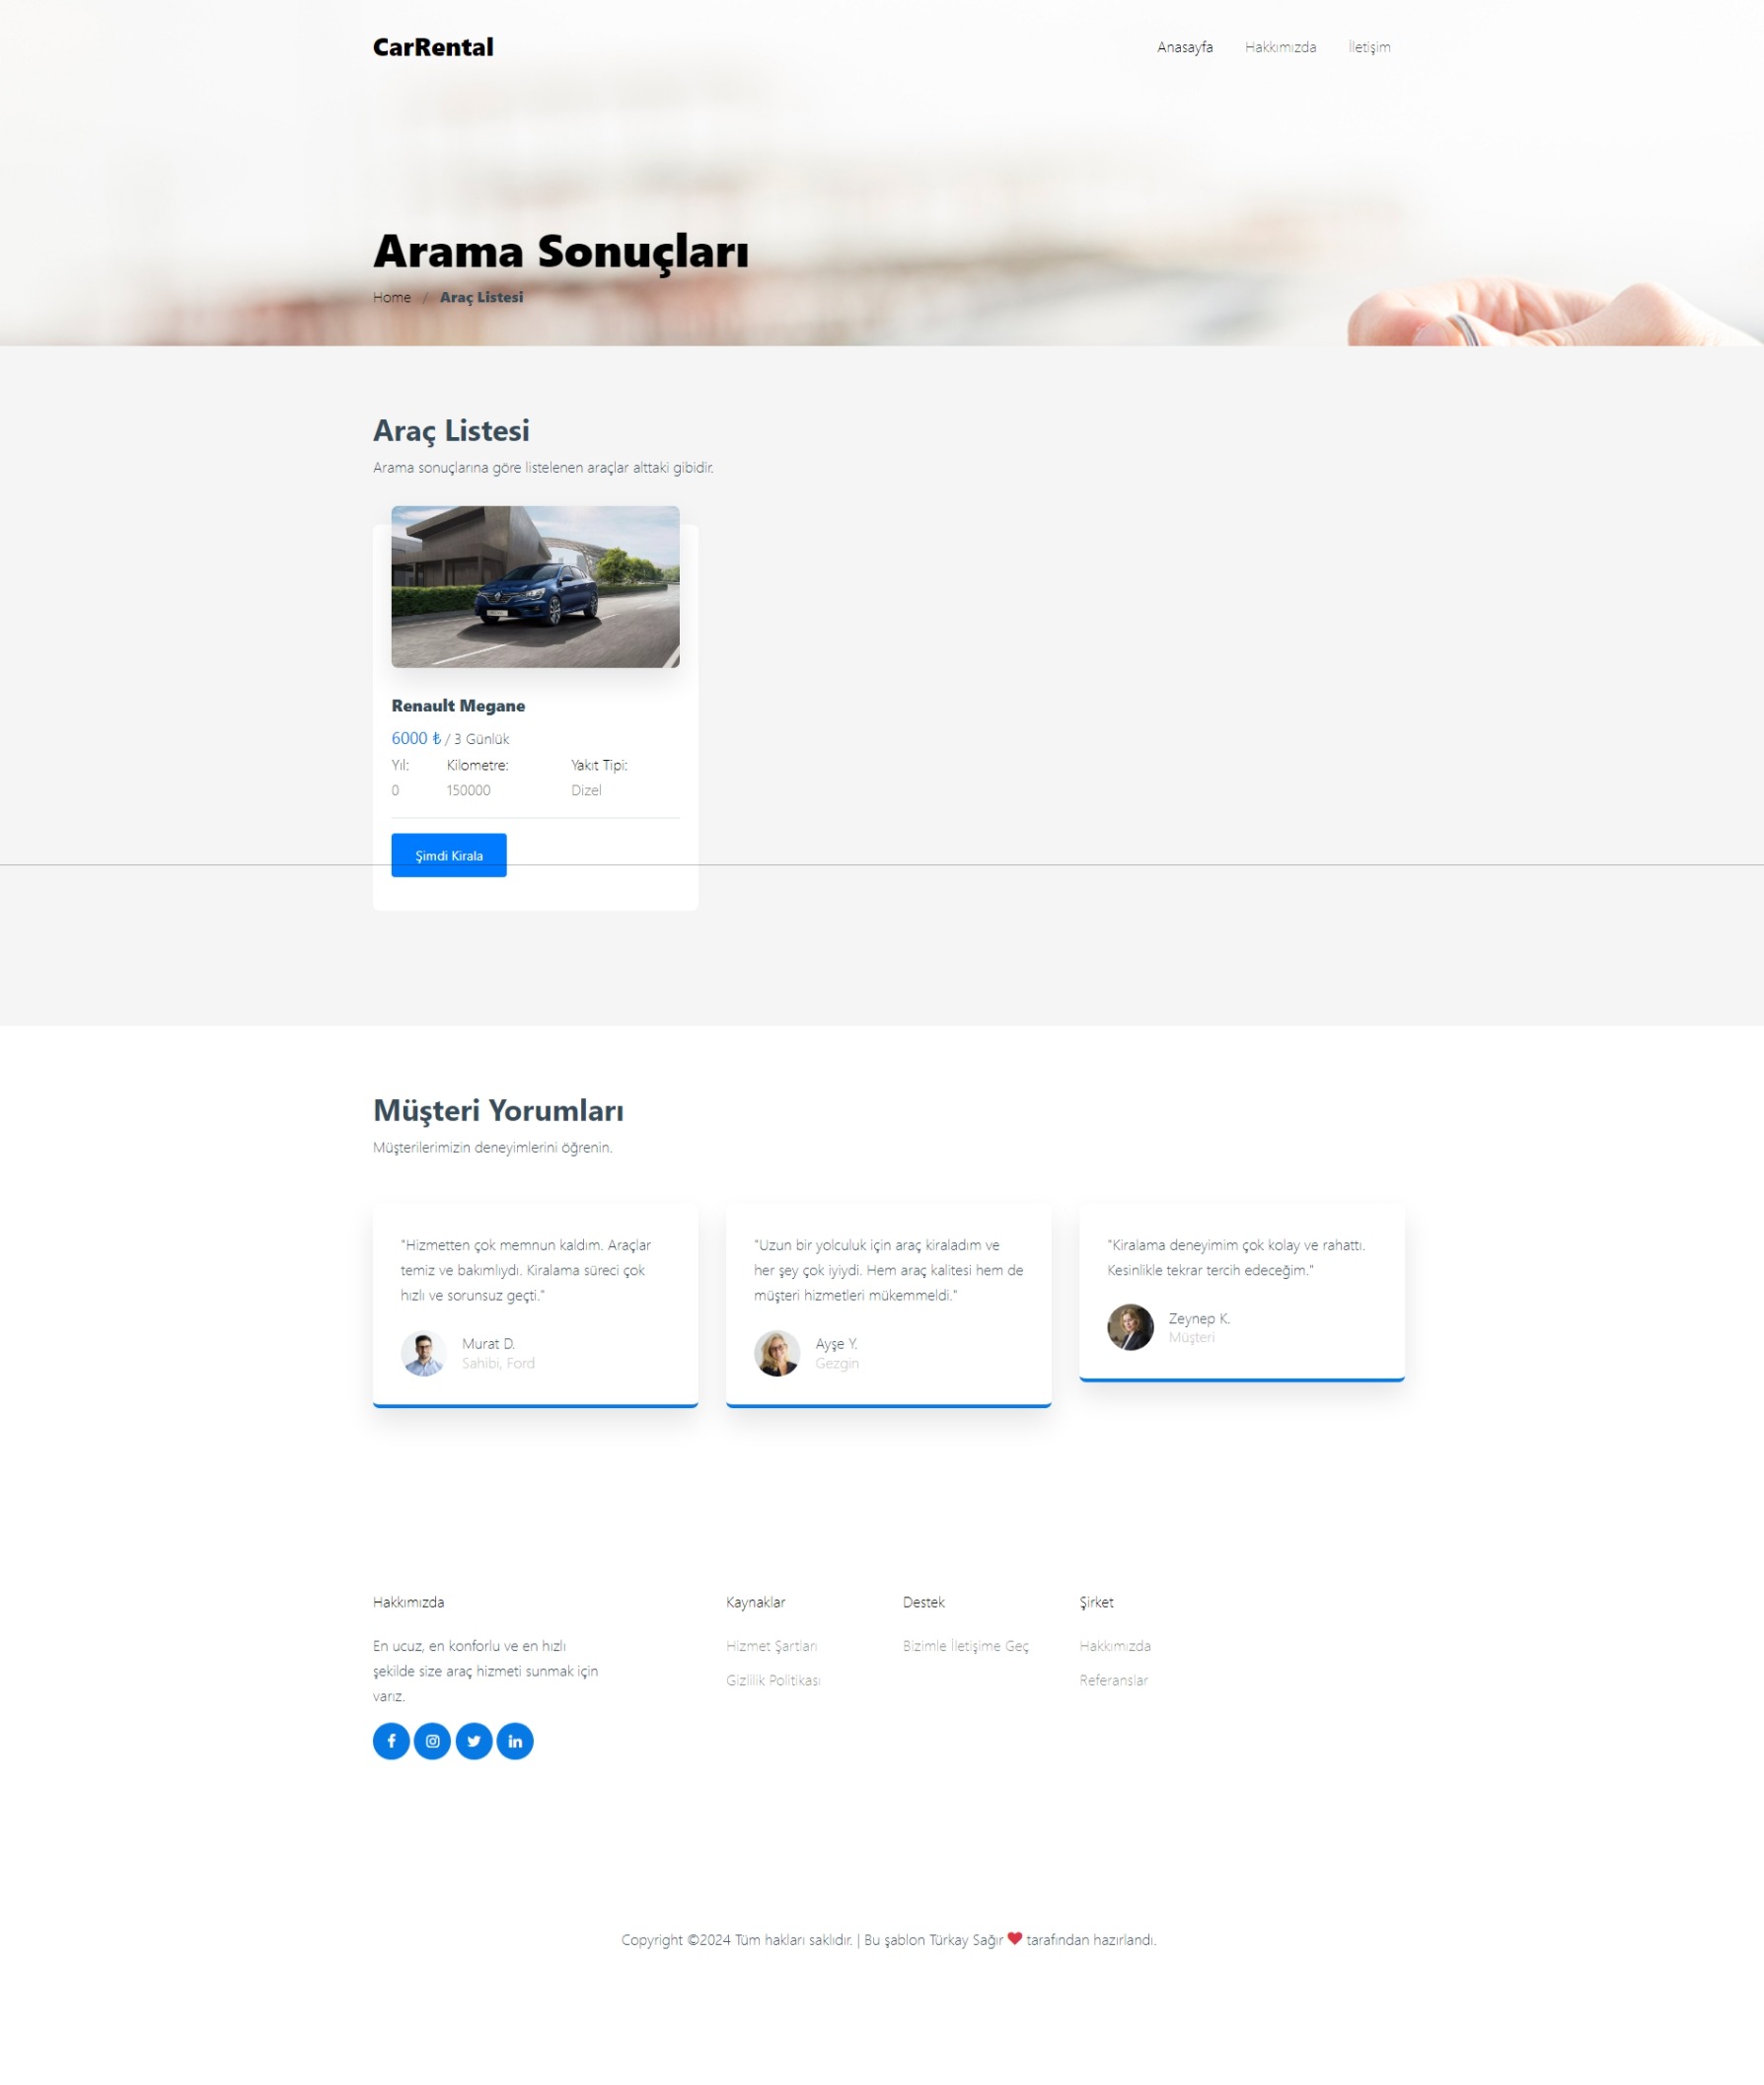 CarRental
Anasayfa Hakkımızda İletişim
Arama Sonuçları
Home / Araç Listesi
Araç Listesi
Arama sonuçlarına göre listelenen araçlar alttaki gibidir.
Renault Megane
6000 ₺ / 3 Günlük
Yıl: Kilometre: Yakıt Tipi:
0 150000 Dizel
Şimdi Kirala
Müşteri Yorumları
Müşterilerimizin deneyimlerini öğrenin.
"Hizmetten çok memnun kaldım. Araçlar
temiz ve bakımlıydı. Kiralama süreci çok
hızlı ve sorunsuz geçti."
Murat D.
Sahibi, Ford
"Uzun bir yolculuk için araç kiraladım ve
her şey çok iyiydi. Hem araç kalitesi hem de
müşteri hizmetleri mükemmeldi."
Ayşe Y.
Gezgin
"Kiralama deneyimim çok kolay ve rahattı.
Kesinlikle tekrar tercih edeceğim."
Zeynep K.
Müşteri
Hakkımızda
En ucuz, en konforlu ve en hızlı
şekilde size araç hizmeti sunmak için
varız.
Kaynaklar
Hizmet Şartları
Gizlilik Politikası
Destek
Bizimle İletişime Geç
Şirket
Hakkımızda
Referanslar
Copyright ©2024 Tüm hakları saklıdır. | Bu şablon Türkay Sağır ❤ tarafından hazırlandı.